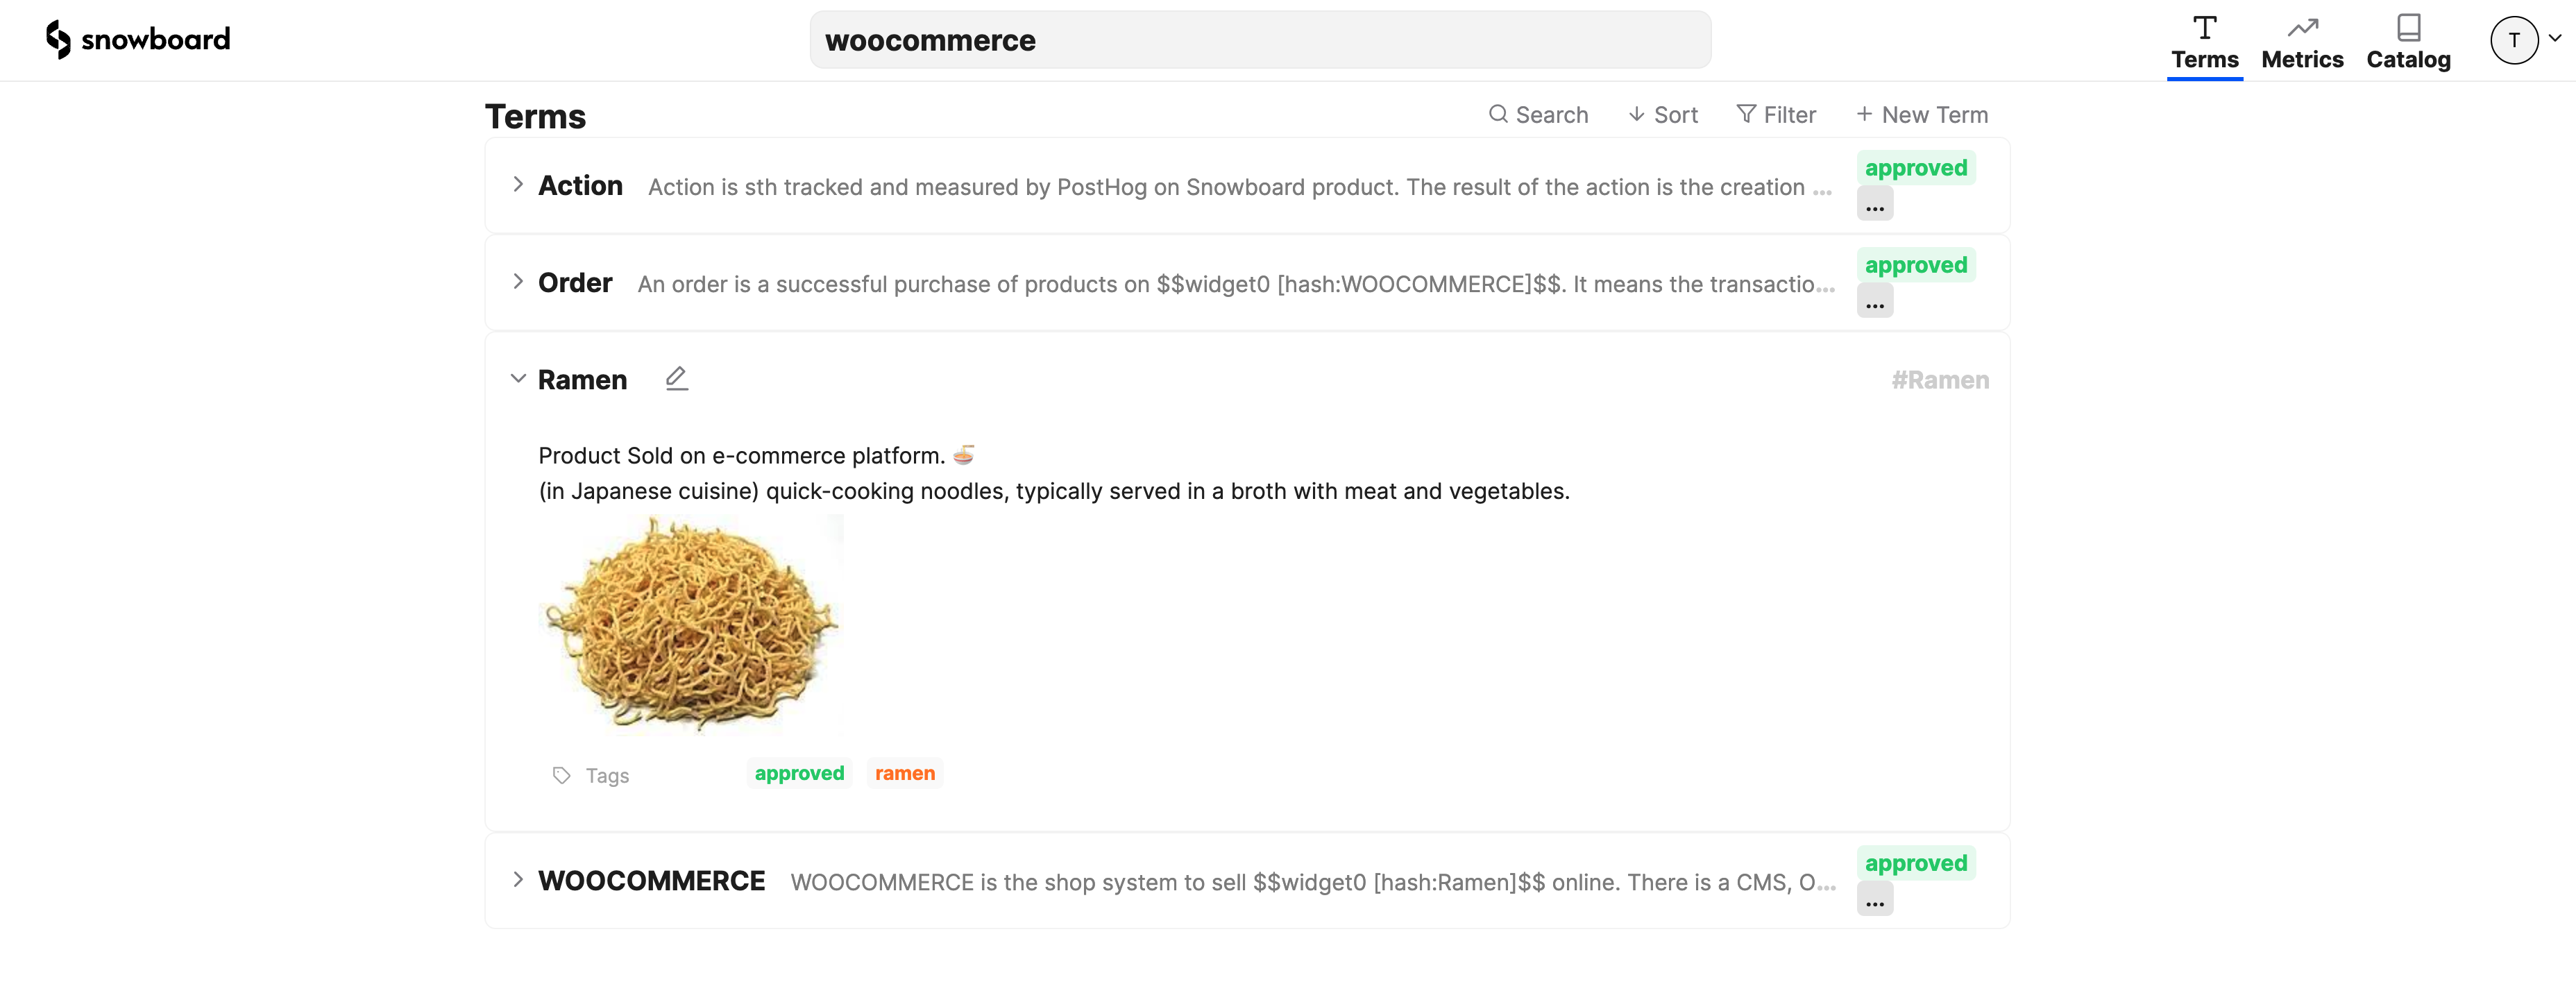 snowboard
woocommerce
T
Terms
Metrics
Catalog
T
Terms
Search
Sort
Filter
+ New Term
Action
Action is sth tracked and measured by PostHog on Snowboard product. The result of the action is the creation ...
approved
...
Order
An order is a successful purchase of products on $$widget0 [hash:WOOCOMMERCE]$$. It means the transactio...
approved
...
Ramen
#Ramen
Product Sold on e-commerce platform. 🍜
(in Japanese cuisine) quick-cooking noodles, typically served in a broth with meat and vegetables.
Tags
approved
ramen
WOOCOMMERCE
WOOCOMMERCE is the shop system to sell $$widget0 [hash:Ramen]$$ online. There is a CMS, O...
approved
...